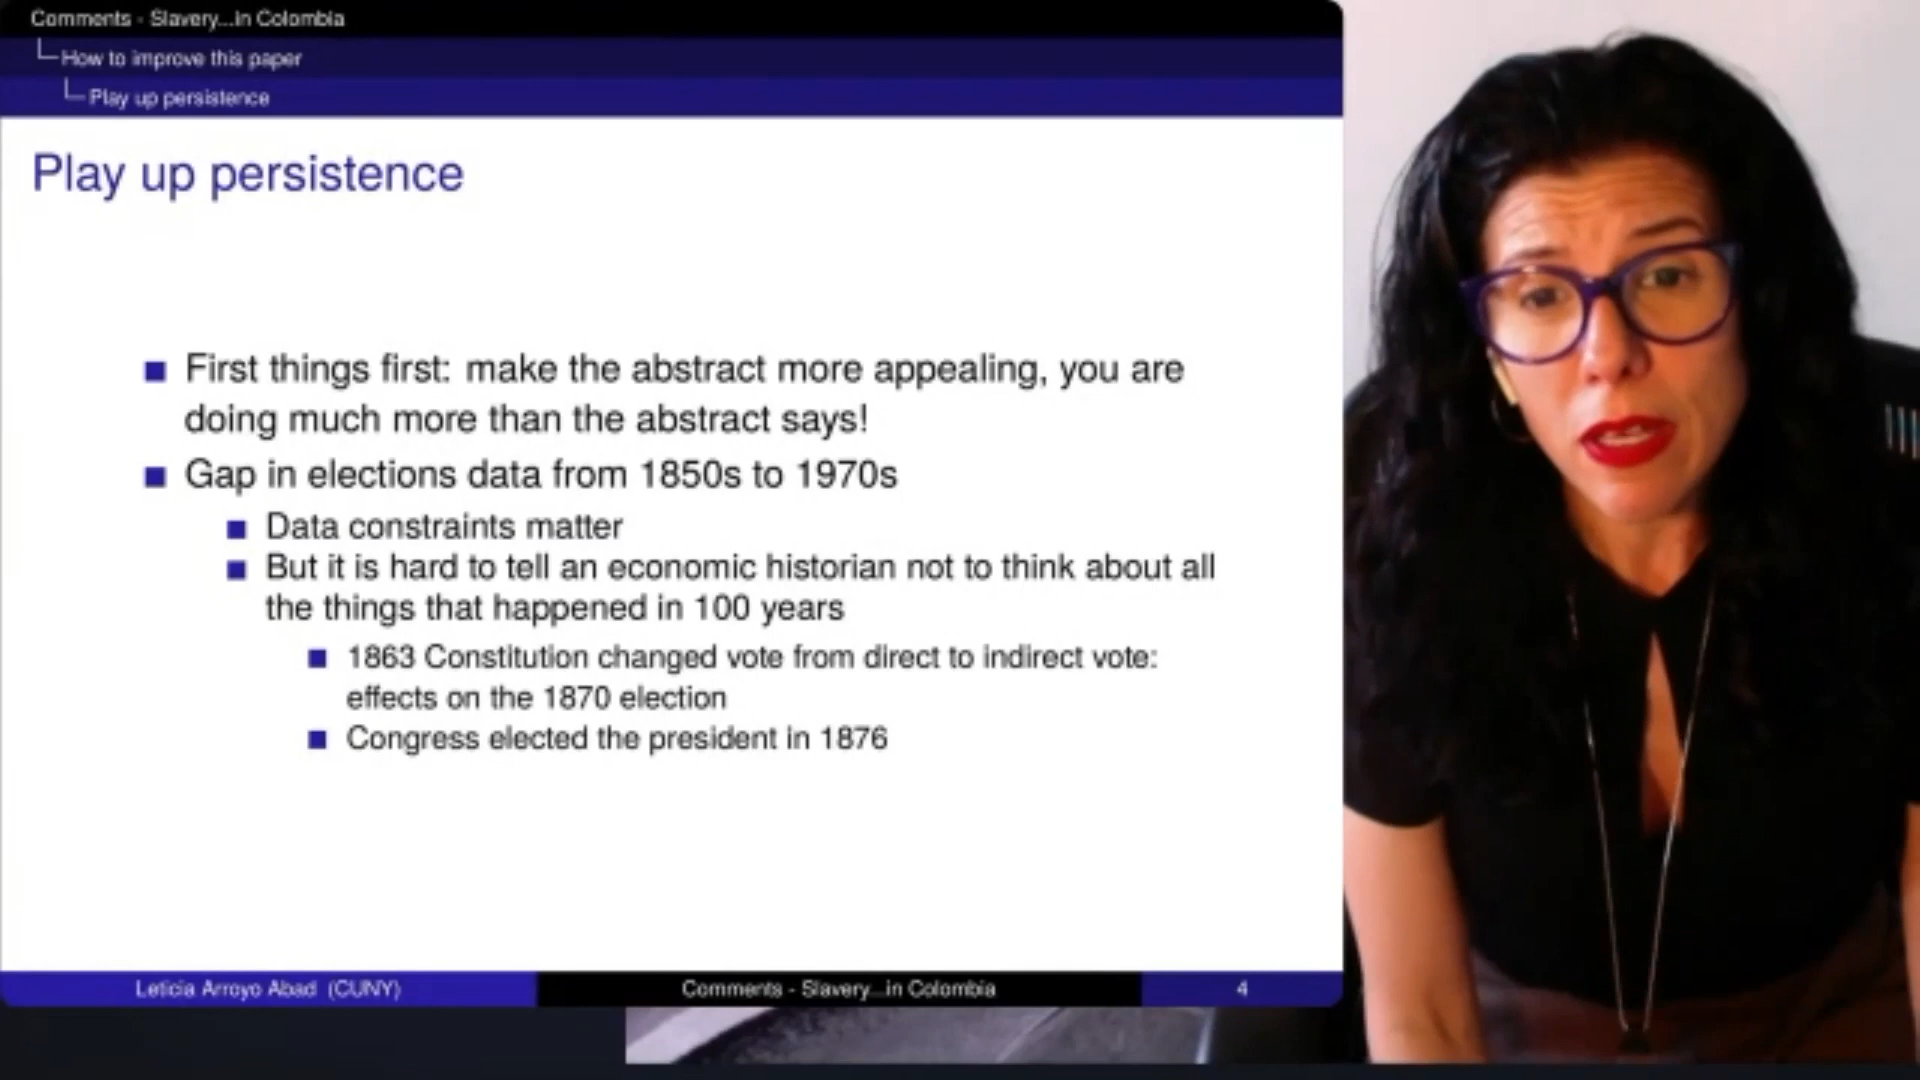 Comments - Slavery...in Colombia
How to improve this paper
Play up persistence
Play up persistence
First things first: make the abstract more appealing, you are
doing much more than the abstract says!
Gap in elections data from 1850s to 1970s
Data constraints matter
But it is hard to tell an economic historian not to think about all
the things that happened in 100 years
1863 Constitution changed vote from direct to indirect vote:
effects on the 1870 election
Congress elected the president in 1876
Leticia Arroyo Abad (CUNY)
Comments - Slavery...in Colombia
4